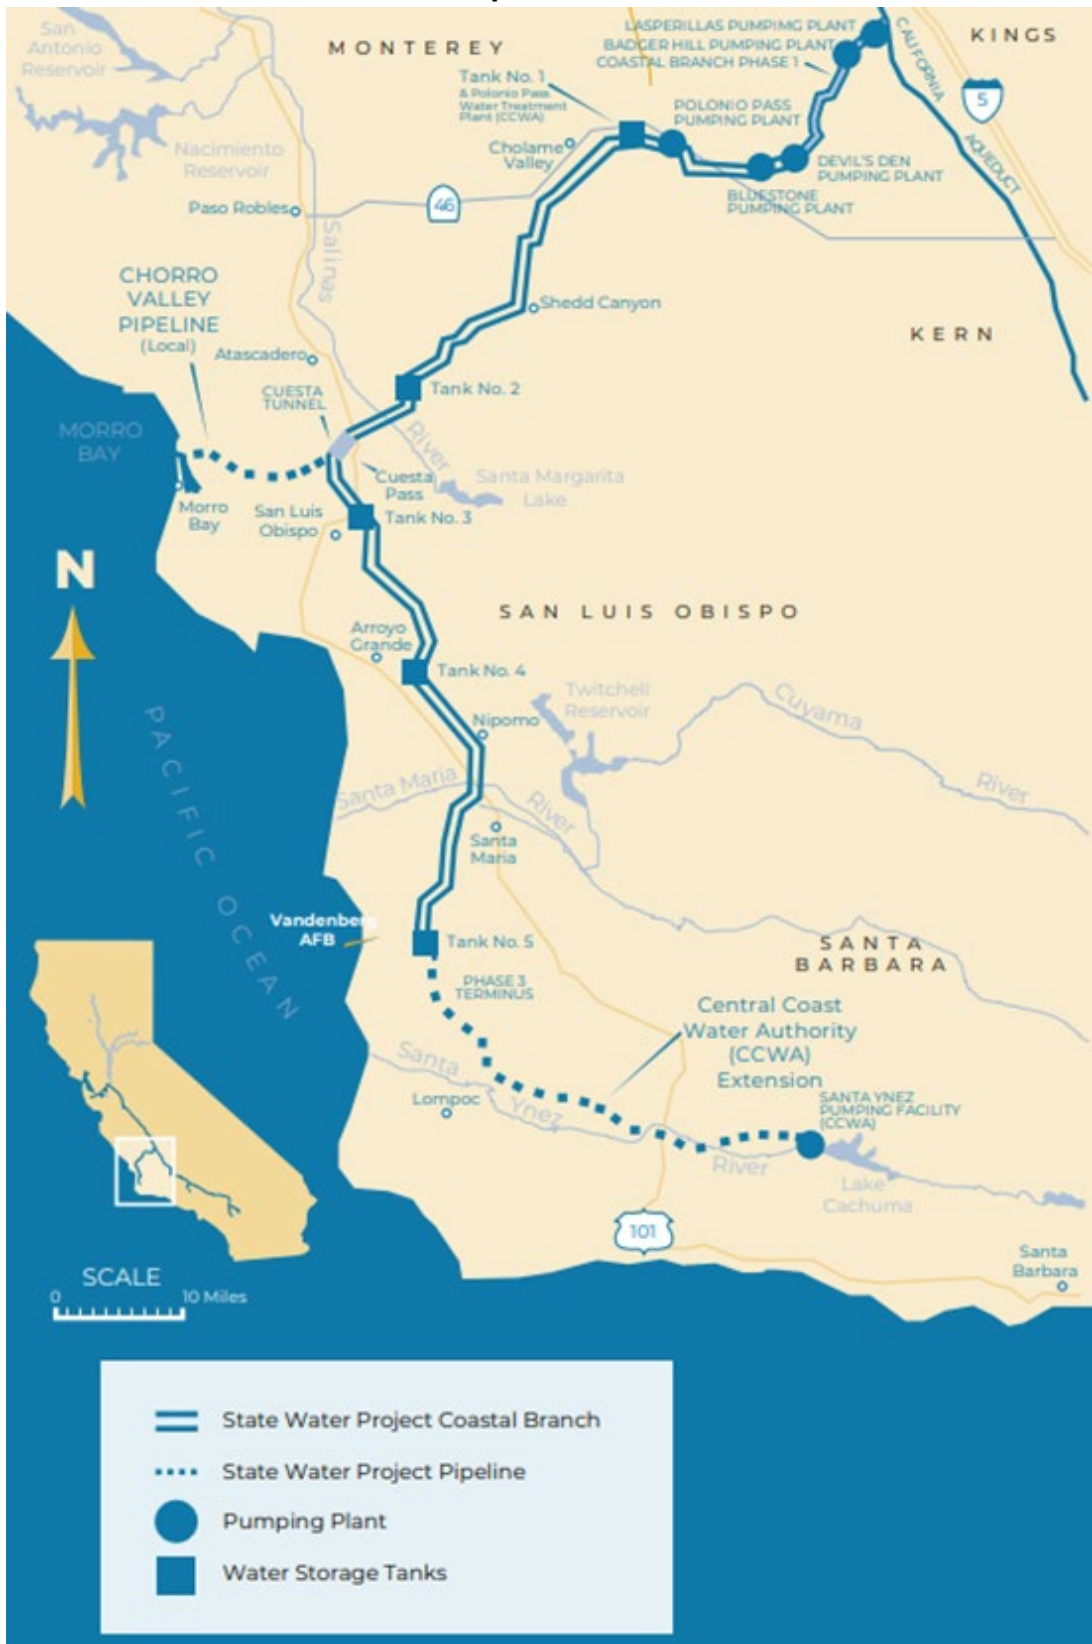 San
Antonio
Reservoir
MONTEREY
LASPERILLAS PUMPIMG PLANT
BADGER HILL PUMPING PLANT
COASTAL BRANCH PHASE 1
KINGS
CALIFORNIA
AQUEDUCT
5
Tank No. 1
& Polonio Pass
Water Treatment
Plant (CCWA)
POLONIO PASS
PUMPING PLANT
Cholame
Valley
DEVIL'S DEN
PUMPING PLANT
BLUESTONE
PUMPING PLANT
Nacimiento
Reservoir
Paso Robles
46
Salinas
River
CHORRO
VALLEY
PIPELINE
(Local)
Shedd Canyon
KERN
Atascadero
CUESTA
TUNNEL
Tank No. 2
MORRO
BAY
Cuesta
Pass
Santa Margarita
Lake
Morro
Bay
San Luis
Obispo
Tank No. 3
N
SAN LUIS OBISPO
Arroyo
Grande
Tank No. 4
Twitchell
Reservoir
Cuyama
River
Nipomo
Santa Maria
River
PACIFIC OCEAN
Santa
Maria
Vandenberg
AFB
Tank No. 5
SANTA
BARBARA
PHASE 3
TERMINUS
Central Coast
Water Authority
(CCWA)
Extension
Santa
Ynez
River
Lompoc
SANTA YNEZ
PUMPING FACILITY
(CCWA)
Lake
Cachuma
101
Santa
Barbara
SCALE
0 10 Miles
State Water Project Coastal Branch
State Water Project Pipeline
Pumping Plant
Water Storage Tanks